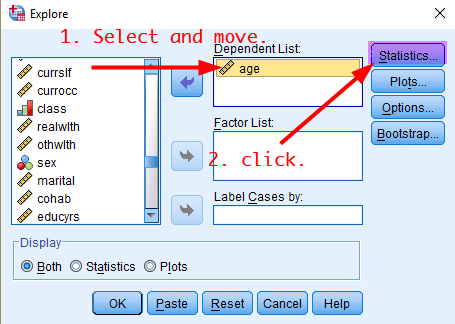 Explore
1. Select and move.
Dependent List:
currslf
currocc
class
realwlth
othwlth
sex
marital
cohab
educyrs
age
Statistics...
Plots...
Options...
Bootstrap...
Factor List:
2. click.
Label Cases by:
Display
Both Statistics Plots
OK Paste Reset Cancel Help